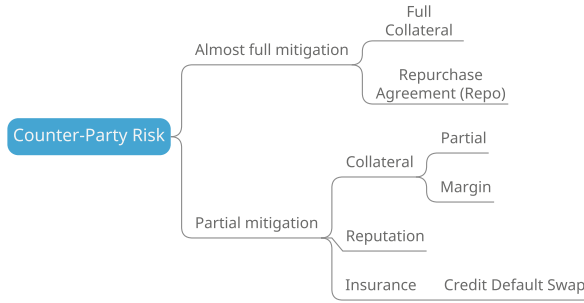 Full
Collateral
Almost full mitigation
Repurchase
Agreement (Repo)
Counter-Party Risk
Partial
Collateral
Margin
Partial mitigation
Reputation
Insurance
Credit Default Swap